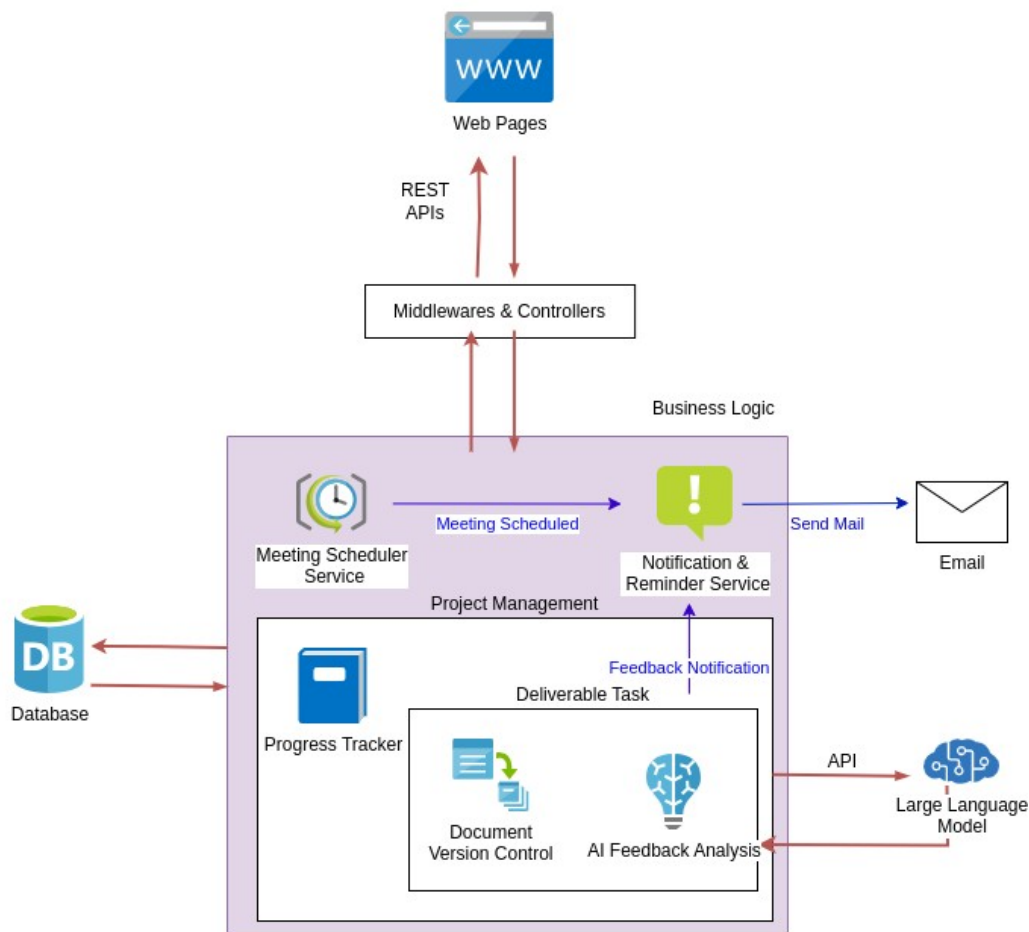 WWW
Web Pages
REST
APIs
Middlewares & Controllers
Business Logic
Meeting Scheduled
Send Mail
Meeting Scheduler
Service
Notification &
Reminder Service
Email
Project Management
DB
Database
Feedback Notification
Deliverable Task
Progress Tracker
API
Large Language
Model
Document
Version Control
AI Feedback Analysis